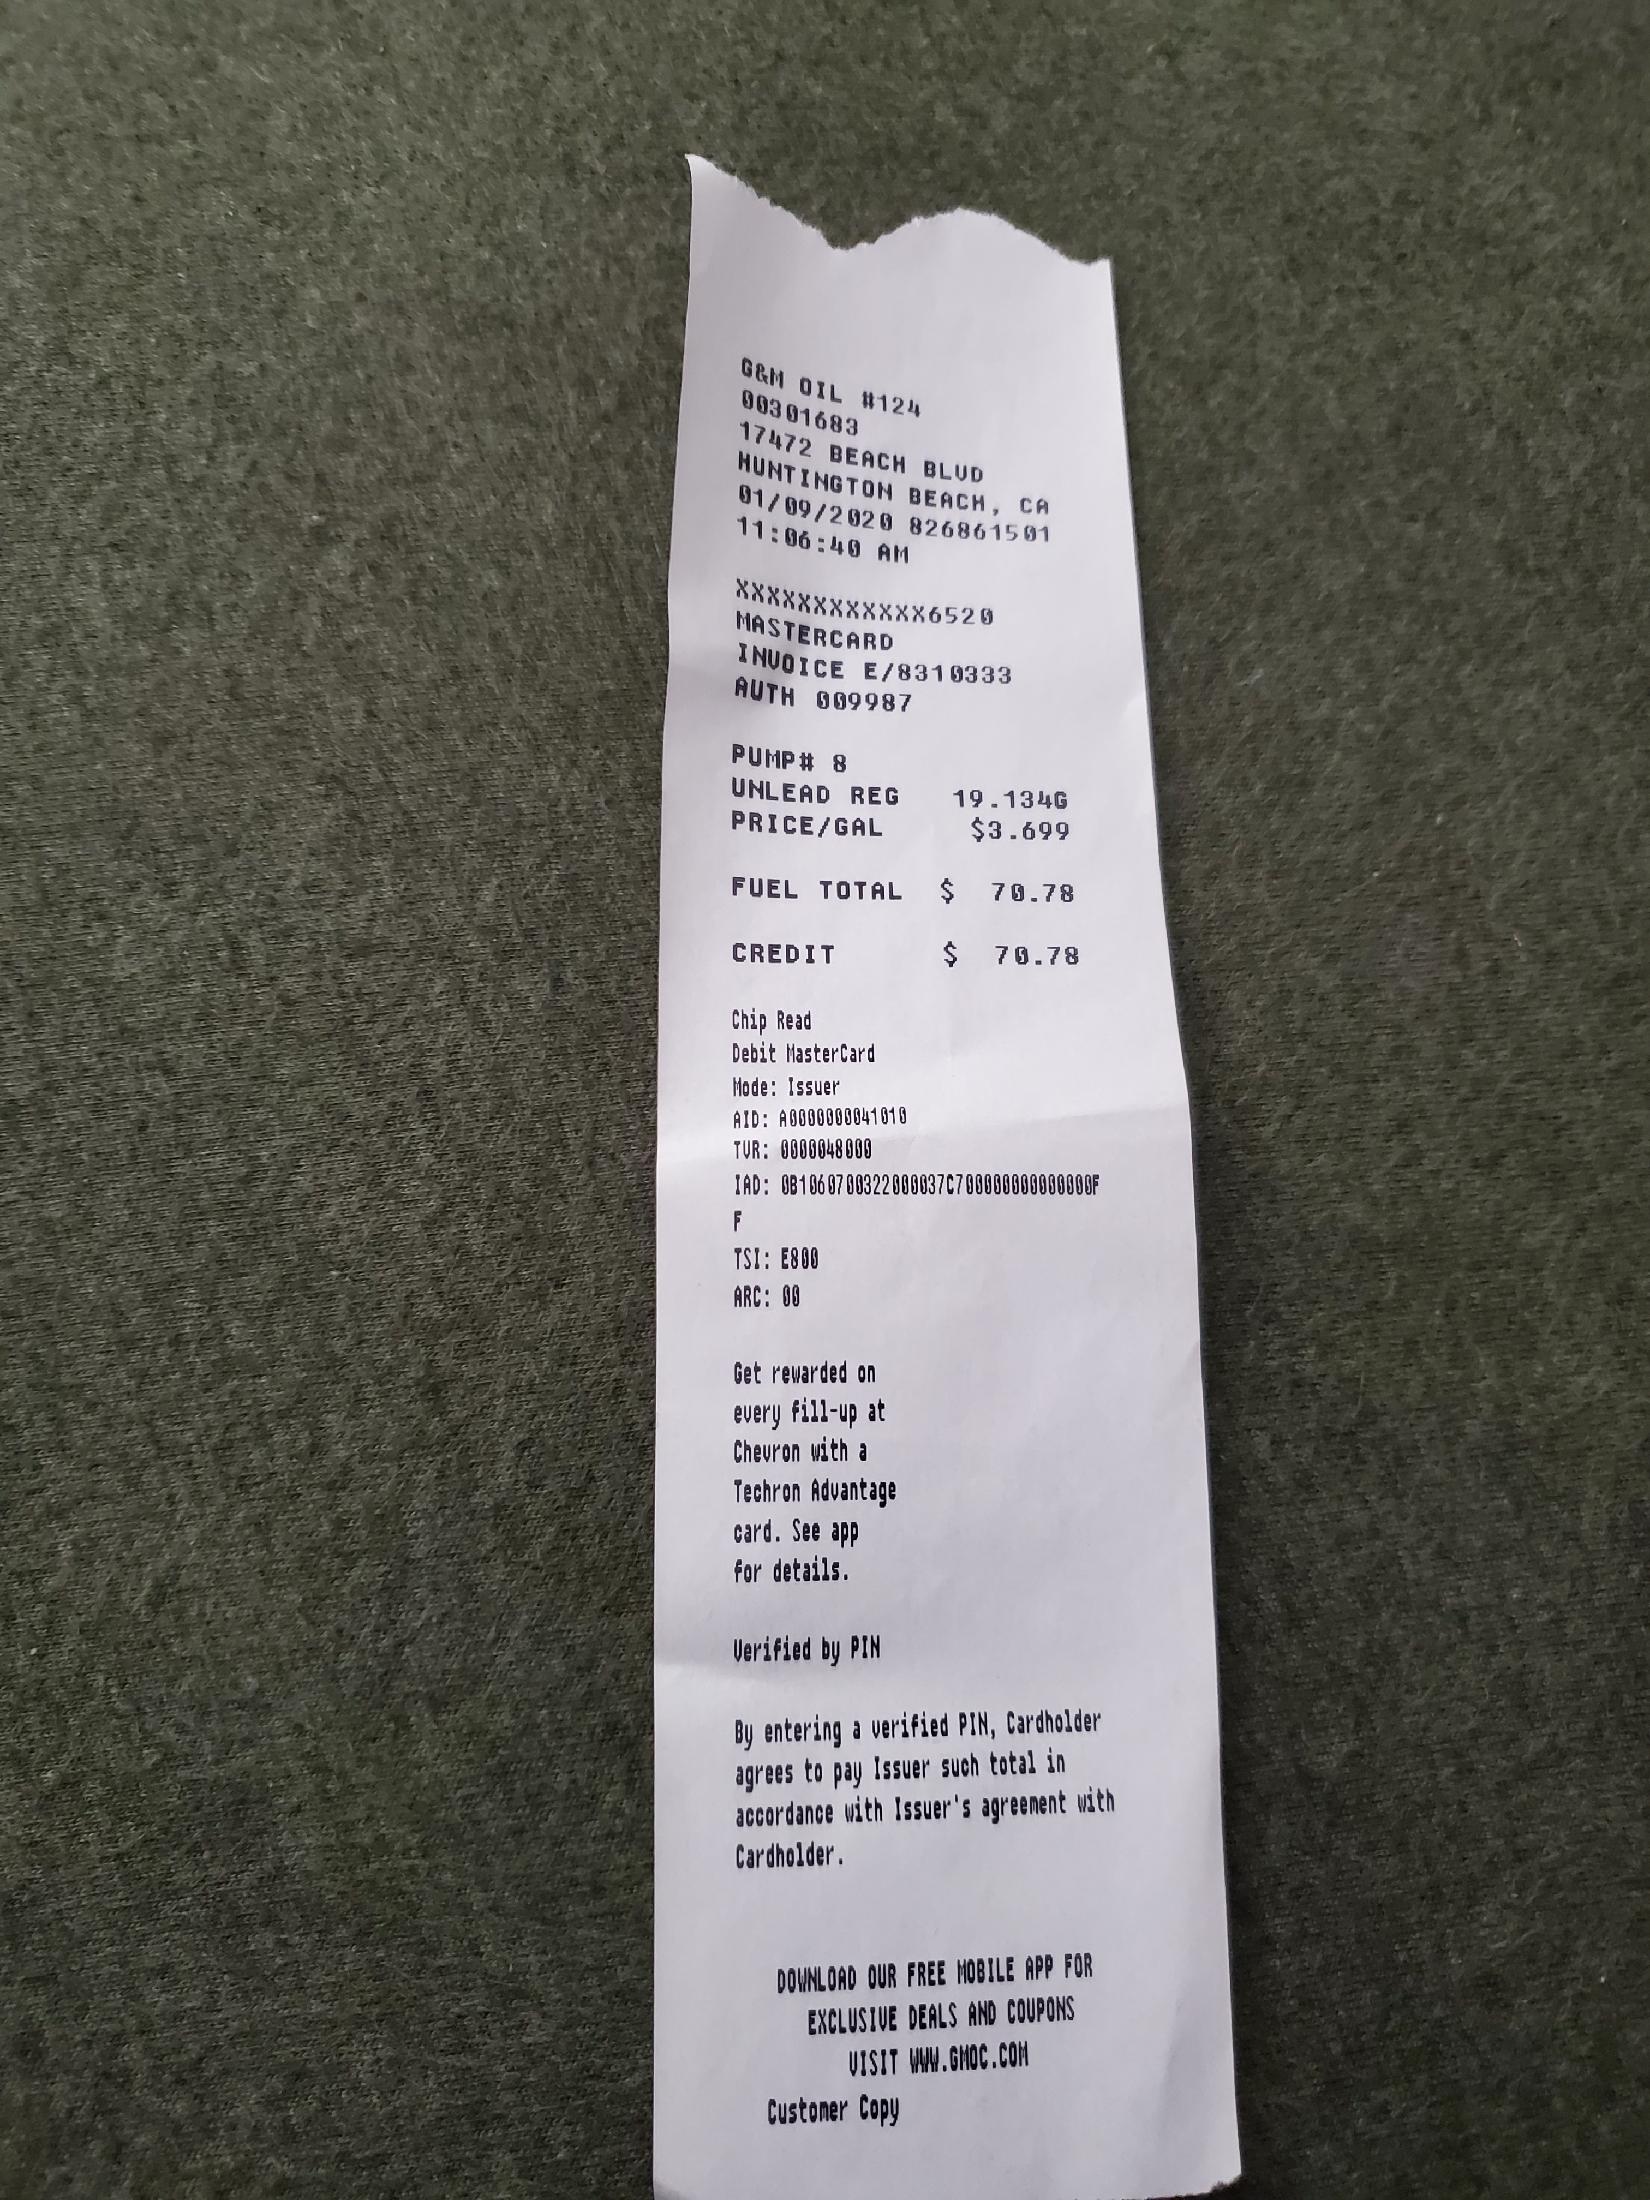 G&M OIL #124
00301683
17472 BEACH BLVD
HUNTINGTON BEACH, CA
01/09/2020 826861501
11:06:40 AM
XXXXXXXXXXXX6520
MASTERCARD
INVOICE E/8310333
AUTH 009987
PUMP# 8
UNLEAD REG 19.134G
PRICE/GAL $3.699
FUEL TOTAL $ 70.78
CREDIT $ 70.78
Chip Read
Debit MasterCard
Mode: Issuer
AID: A0000000041010
TVR: 0000048000
IAD: 0B1060700322000037C700000000000000F
F
TSI: E800
ARC: 00
Get rewarded on
every fill-up at
Chevron with a
Techron Advantage
card. See app
for details.
Verified by PIN
By entering a verified PIN, Cardholder
agrees to pay Issuer such total in
accordance with Issuer's agreement with
Cardholder.
DOWNLOAD OUR FREE MOBILE APP FOR
EXCLUSIVE DEALS AND COUPONS
VISIT WWW.GMOC.COM
Customer Copy